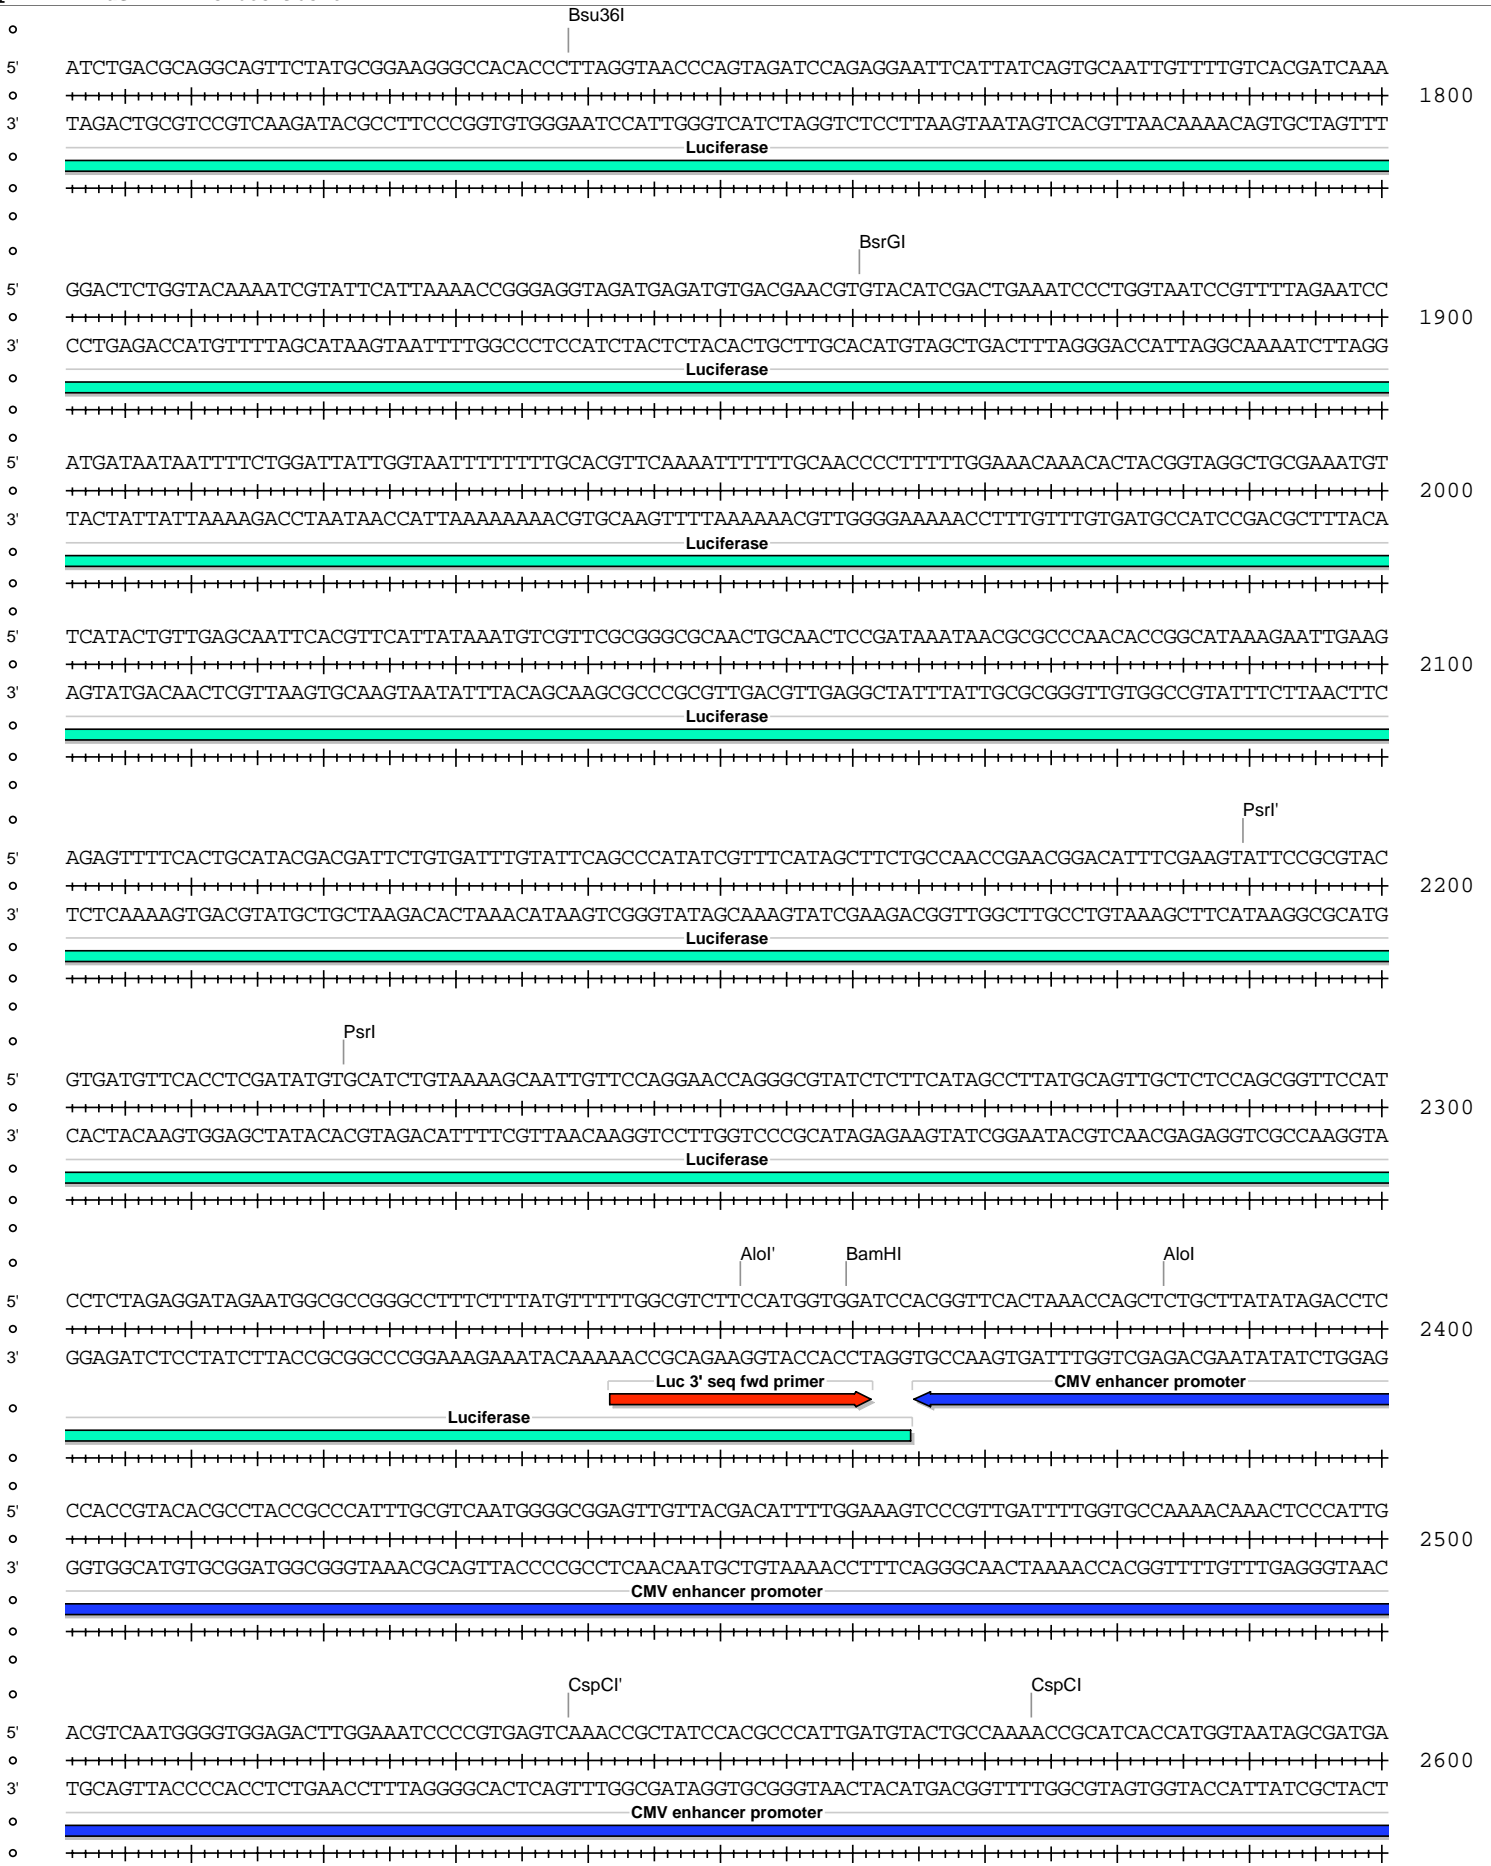 Bsu36I
5' ATCTGACGCAGGCAGTTCTATGCGGAAGGGCCACACCCTTAGGTAACCCAGTAGATCCAGAGGAATTCATTATCAGTGCAATTGTTTTGTCACGATCAAA
1800
3' TAGACTGCGTCCGTCAAGATACGCCTTCCCGGTGTGGGAATCCATTGGGTCATCTAGGTCTCCTTAAGTAATAGTCACGTTAACAAAACAGTGCTAGTTT
Luciferase
BsrGI
5' GGACTCTGGTACAAAATCGTATTCATTAAAACCGGGAGGTAGATGAGATGTGACGAACGTGTACATCGACTGAAATCCCTGGTAATCCGTTTTAGAATCC
1900
3' CCTGAGACCATGTTTTAGCATAAGTAATTTTGGCCCTCCATCTACTCTACACTGCTTGCACATGTAGCTGACTTTAGGGACCATTAGGCAAAATCTTAGG
Luciferase
5' ATGATAATAATTTTCTGGATTATTGGTAATTTTTTTTGCACGTTCAAAATTTTTTGCAACCCCTTTTTGGAAACAAACACTACGGTAGGCTGCGAAATGT
2000
3' TACTATTATTAAAAGACCTAATAACCATTAAAAAAAACGTGCAAGTTTTAAAAAACGTTGGGGAAAAACCTTTGTTTGTGATGCCATCCGACGCTTTACA
Luciferase
5' TCATACTGTTGAGCAATTCACGTTCATTATAAATGTCGTTCGCGGGCGCAACTGCAACTCCGATAAATAACGCGCCCAACACCGGCATAAAGAATTGAAG
2100
3' AGTATGACAACTCGTTAAGTGCAAGTAATATTTACAGCAAGCGCCCGCGTTGACGTTGAGGCTATTTATTGCGCGGGTTGTGGCCGTATTTCTTAACTTC
Luciferase
PsrI'
5' AGAGTTTTCACTGCATACGACGATTCTGTGATTTGTATTCAGCCCATATCGTTTCATAGCTTCTGCCAACCGAACGGACATTTCGAAGTATTCCGCGTAC
2200
3' TCTCAAAAGTGACGTATGCTGCTAAGACACTAAACATAAGTCGGGTATAGCAAAGTATCGAAGACGGTTGGCTTGCCTGTAAAGCTTCATAAGGCGCATG
Luciferase
PsrI
5' GTGATGTTCACCTCGATATGTGCATCTGTAAAAGCAATTGTTCCAGGAACCAGGGCGTATCTCTTCATAGCCTTATGCAGTTGCTCTCCAGCGGTTCCAT
2300
3' CACTACAAGTGGAGCTATACACGTAGACATTTTCGTTAACAAGGTCCTTGGTCCCGCATAGAGAAGTATCGGAATACGTCAACGAGAGGTCGCCAAGGTA
Luciferase
AloI' BamHI AloI
5' CCTCTAGAGGATAGAATGGCGCCGGGCCTTTCTTTATGTTTTTGGCGTCTTCCATGGTGGATCCACGGTTCACTAAACCAGCTCTGCTTATATAGACCTC
2400
3' GGAGATCTCCTATCTTACCGCGGCCCGGAAAGAAATACAAAAACCGCAGAAGGTACCACCTAGGTGCCAAGTGATTTGGTCGAGACGAATATATCTGGAG
Luc 3' seq fwd primer CMV enhancer promoter
Luciferase
5' CCACCGTACACGCCTACCGCCCATTTGCGTCAATGGGGCGGAGTTGTTACGACATTTTGGAAAGTCCCGTTGATTTTGGTGCCAAAACAAACTCCCATTG
2500
3' GGTGGCATGTGCGGATGGCGGGTAAACGCAGTTACCCCGCCTCAACAATGCTGTAAAACCTTTCAGGGCAACTAAAACCACGGTTTTGTTTGAGGGTAAC
CMV enhancer promoter
CspCI' CspCI
5' ACGTCAATGGGGTGGAGACTTGGAAATCCCCGTGAGTCAAACCGCTATCCACGCCCATTGATGTACTGCCAAAACCGCATCACCATGGTAATAGCGATGA
2600
3' TGCAGTTACCCCACCTCTGAACCTTTAGGGGCACTCAGTTTGGCGATAGGTGCGGGTAACTACATGACGGTTTTGGCGTAGTGGTACCATTATCGCTACT
CMV enhancer promoter